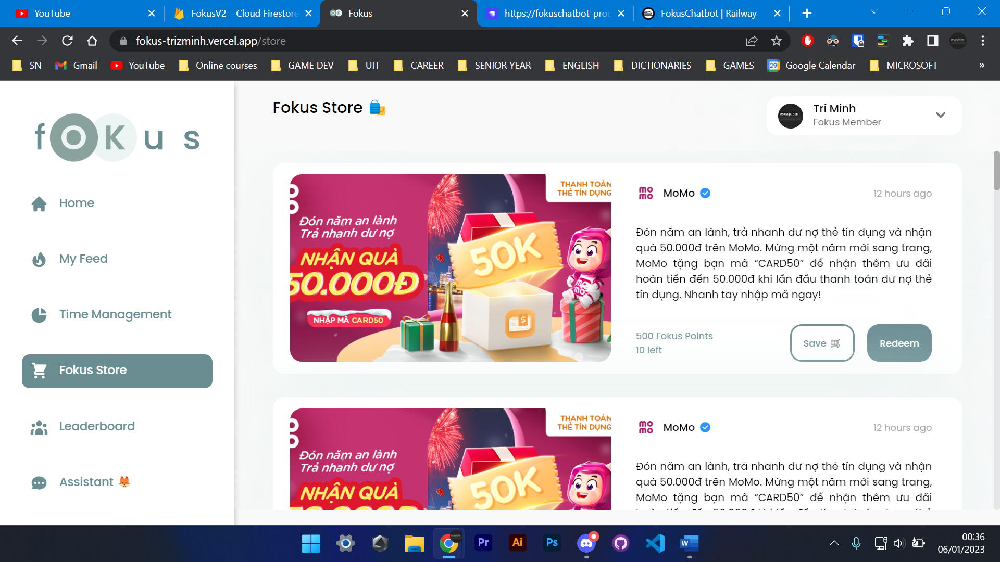 YouTube
FokusV2 – Cloud Firestore
Fokus
https://fokuschatbot-proc
FokusChatbot | Railway
fokus-trizminh.vercel.app/store
SN
Gmail
YouTube
Online courses
GAME DEV
UIT
CAREER
SENIOR YEAR
ENGLISH
DICTIONARIES
GAMES
Google Calendar
MICROSOFT
»
fokus
Home
My Feed
Time Management
Fokus Store
Leaderboard
Assistant 🦊
Fokus Store 🛍️
escapism
Trí Minh
Fokus Member
THANH TOÁN
THẺ TÍN DỤNG
Đón năm an lành
Trả nhanh dư nợ
NHẬN QUÀ
50.000Đ
NHẬP MÃ CARD50
50K
MoMo
12 hours ago
Đón năm an lành, trả nhanh dư nợ thẻ tín dụng và nhận
quà 50.000đ trên MoMo. Mừng một năm mới sang trang,
MoMo tặng bạn mã “CARD50” để nhận thêm ưu đãi
hoàn tiền đến 50.000đ khi lần đầu thanh toán dư nợ thẻ
tín dụng. Nhanh tay nhập mã ngay!
500 Fokus Points
10 left
Save 🛒
Redeem
THANH TOÁN
THẺ TÍN DỤNG
Đón năm an lành
Trả nhanh dư nợ
NHẬN QUÀ
50K
MoMo
12 hours ago
Đón năm an lành, trả nhanh dư nợ thẻ tín dụng và nhận
quà 50.000đ trên MoMo. Mừng một năm mới sang trang,
MoMo tặng bạn mã “CARD50” để nhận thêm ưu đãi
Pr
Ai
Ps
W
00:36
06/01/2023